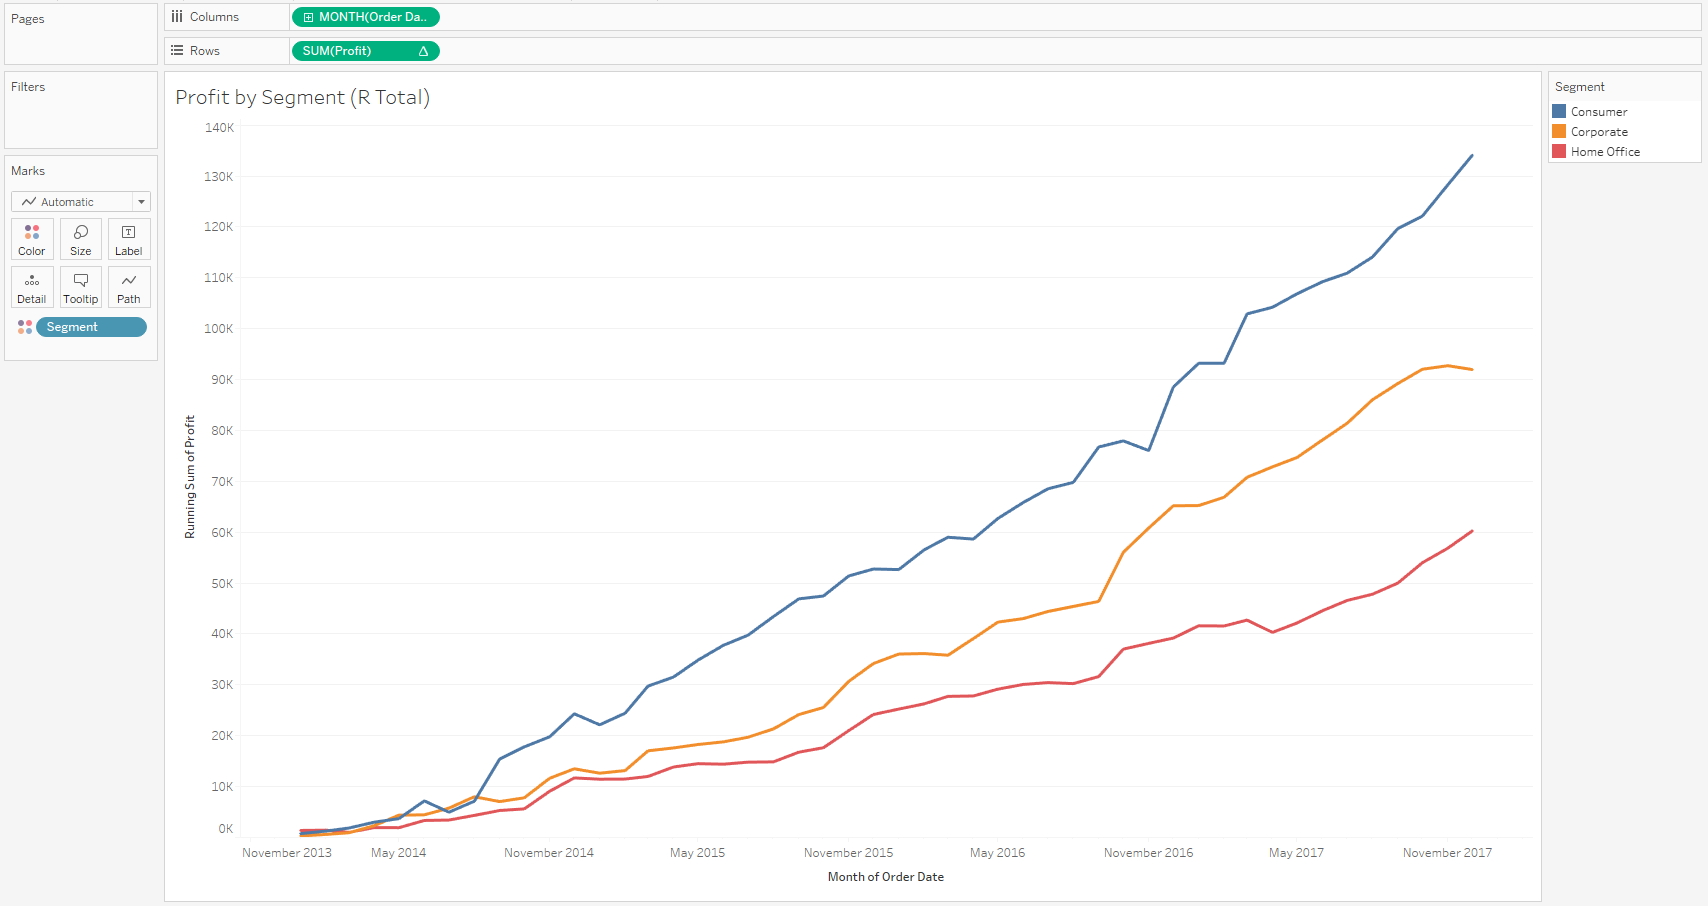 Pages
Columns
MONTH(Order Da..
Rows
SUM(Profit)
Filters
Marks
Automatic
Color
Size
Label
Detail
Tooltip
Path
Segment
Profit by Segment (R Total)
140K
130K
120K
110K
100K
90K
80K
70K
60K
50K
40K
30K
20K
10K
0K
Running Sum of Profit
November 2013
May 2014
November 2014
May 2015
November 2015
May 2016
November 2016
May 2017
November 2017
Month of Order Date
Segment
Consumer
Corporate
Home Office